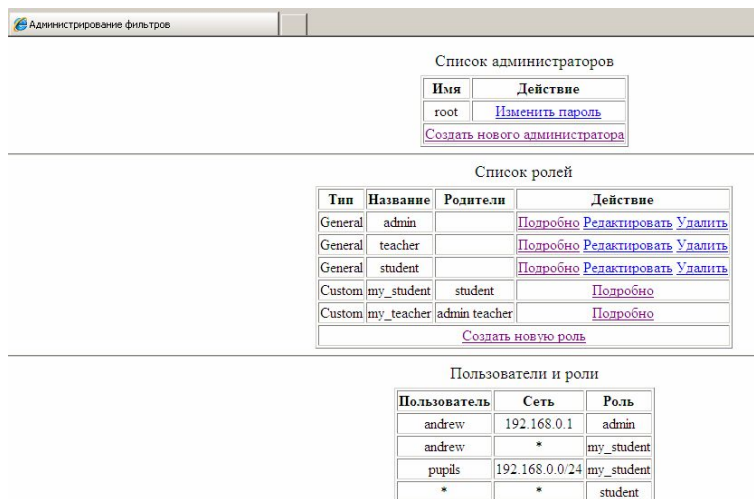 Администрирование фильтров
Список администраторов
Имя Действие
root Изменить пароль
Создать нового администратора
Список ролей
Тип Название Родители Действие
General admin Подробно Редактировать Удалить
General teacher Подробно Редактировать Удалить
General student Подробно Редактировать Удалить
Custom my_student student Подробно
Custom my_teacher admin teacher Подробно
Создать новую роль
Пользователи и роли
Пользователь Сеть Роль
andrew 192.168.0.1 admin
andrew * my_student
pupils 192.168.0.0/24 my_student
* * student